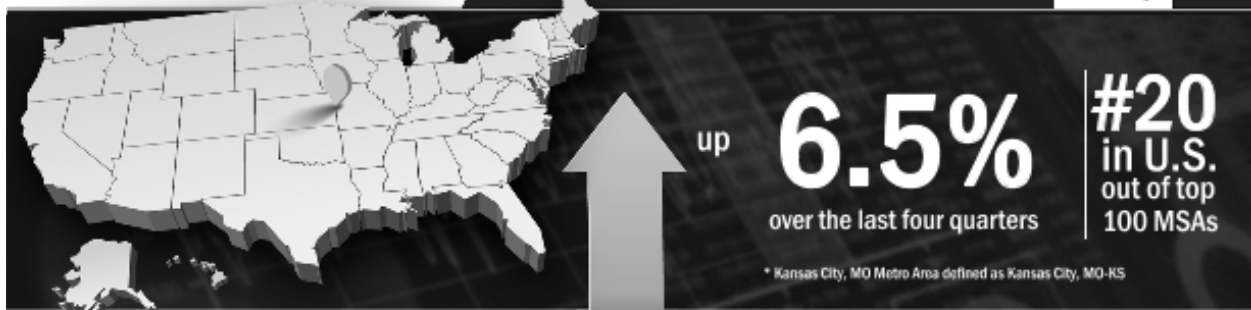 up
6.5%
over the last four quarters
#20
in U.S.
out of top
100 MSAs
* Kansas City, MO Metro Area defined as Kansas City, MO-KS